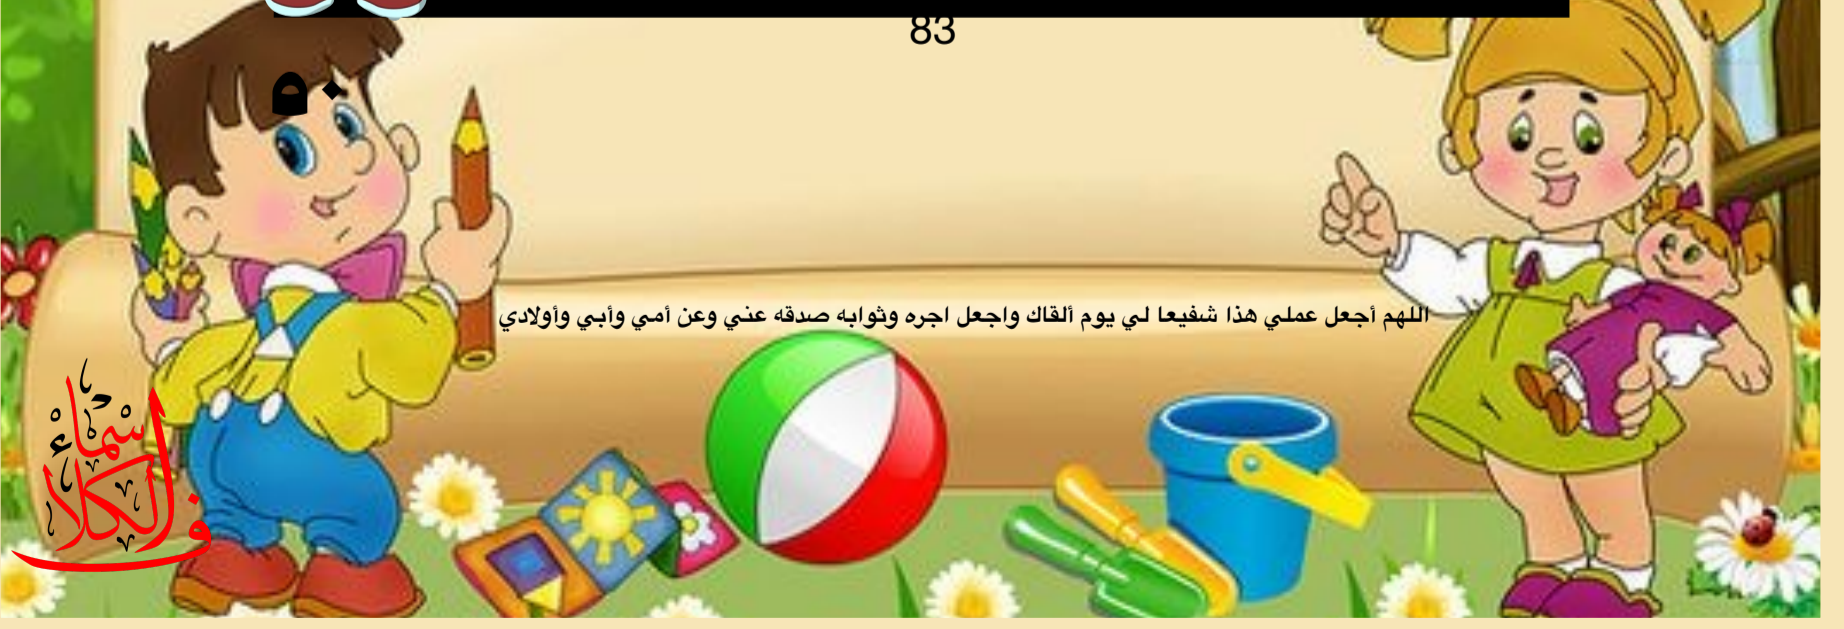 83
٥٠
اللهم أجعل عملي هذا شفيعا لي يوم ألقاك واجعل اجره وثوابه صدقه عني وعن أمي وأبي وأولادي
أسماء
الكلاف